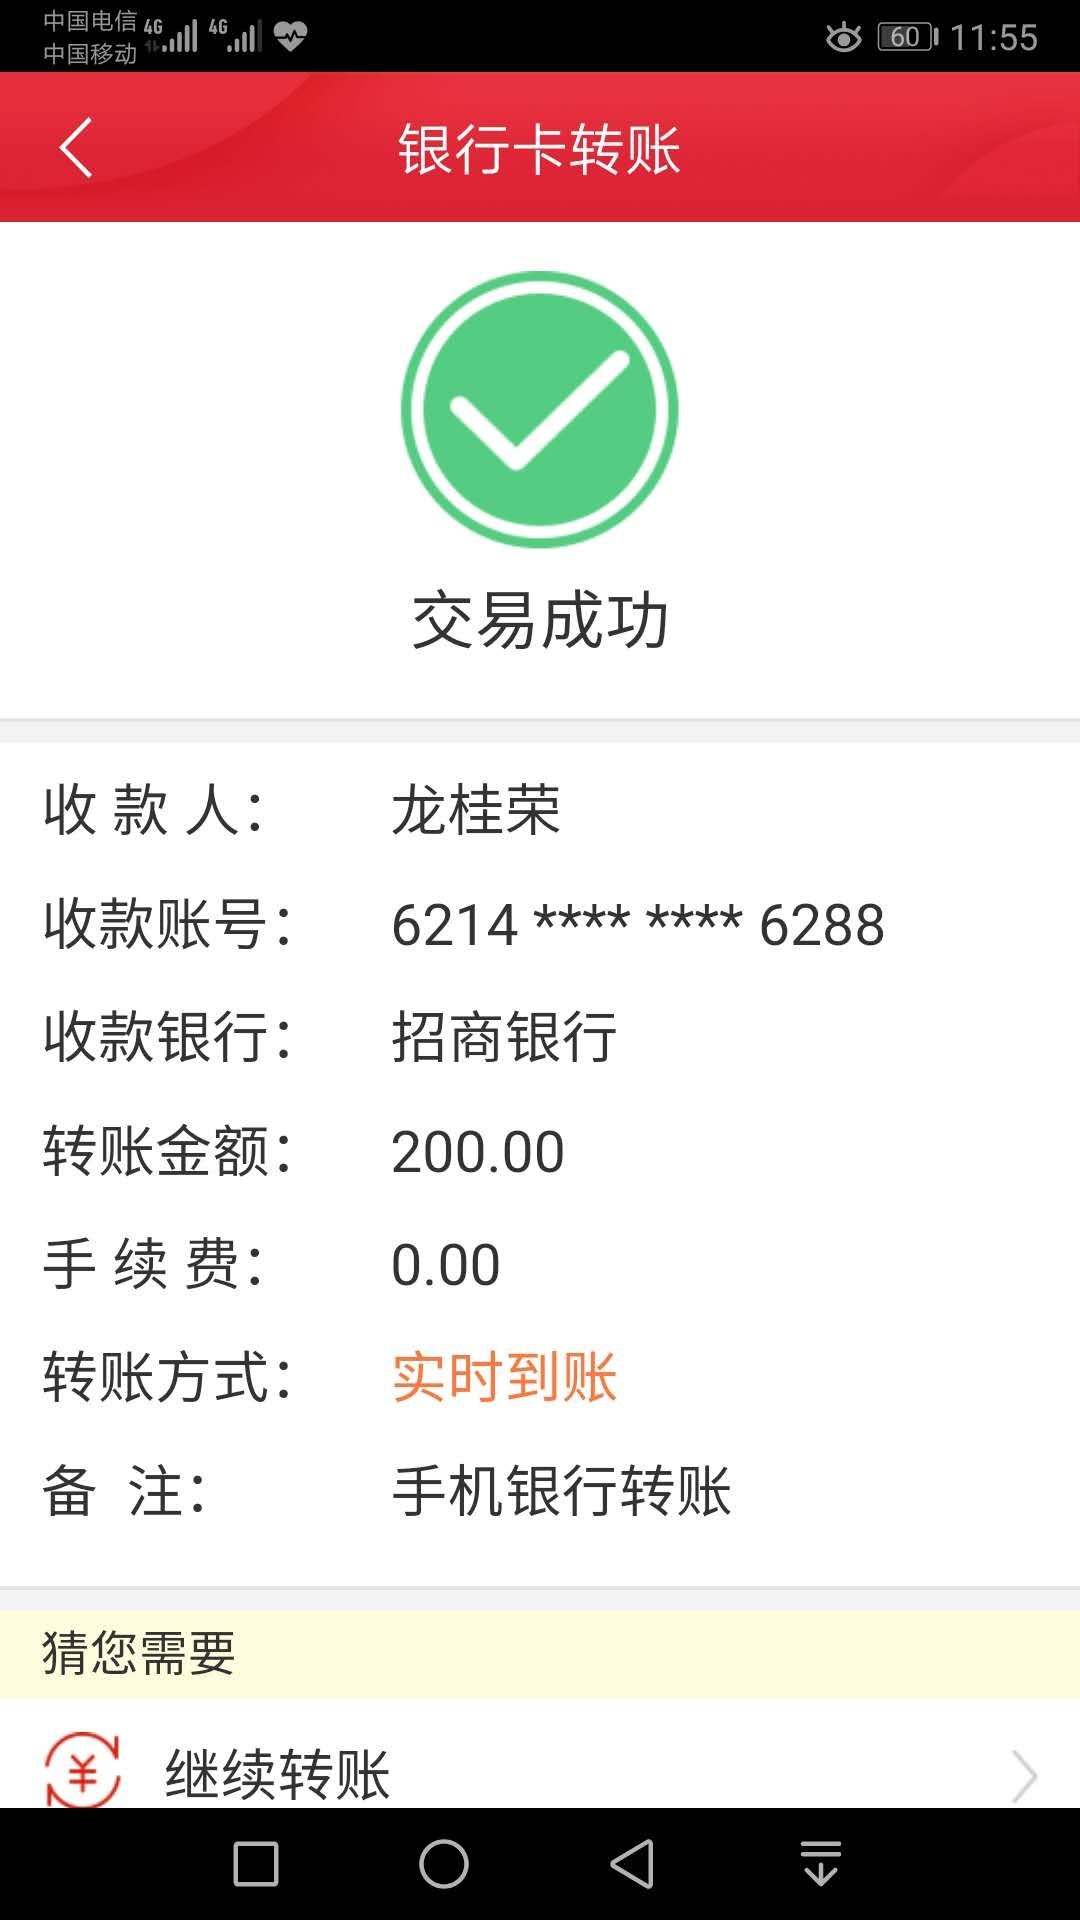 中国电信 4G 4G 60 11:55
中国移动
银行卡转账
交易成功
收 款 人： 龙桂荣
收款账号： 6214 **** **** 6288
收款银行： 招商银行
转账金额： 200.00
手 续 费： 0.00
转账方式： 实时到账
备 注： 手机银行转账
猜您需要
¥ 继续转账